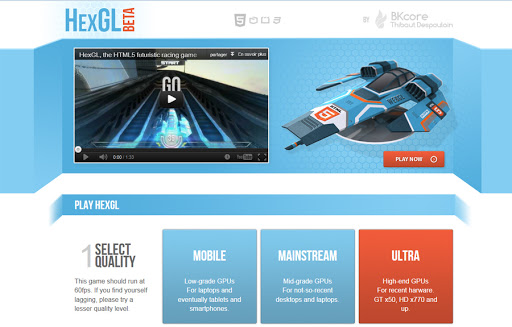 HEXGL BETA
BY BKcore
Thibaut Despoulain
HexGL, the HTML5 futuristic racing game
partager
En savoir plus
START
GO
0:00 / 1:33
YouTube
5
PLAY NOW
PLAY HEXGL
1 SELECT QUALITY
This game should run at
60fps. If you find yourself
lagging, please try a
lesser quality level.
MOBILE
Low-grade GPUs
For laptops and
eventually tablets and
smartphones.
MAINSTREAM
Mid-grade GPUs
For not-so-recent
desktops and laptops.
ULTRA
High-end GPUs
For recent harware
GT x50, HD x770 and
up.